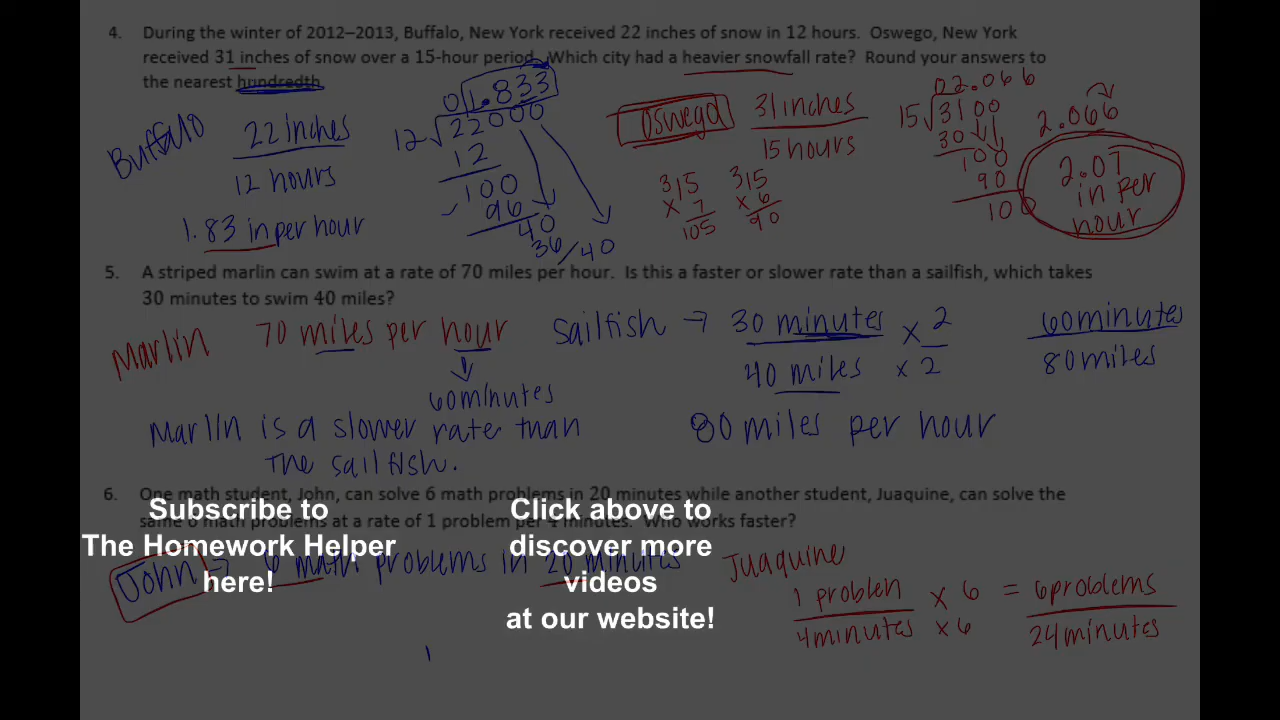 4. During the winter of 2012–2013, Buffalo, New York received 22 inches of snow in 12 hours. Oswego, New York
received 31 inches of snow over a 15-hour period. Which city had a heavier snowfall rate? Round your answers to
the nearest hundredth.
Buffalo
22 inches
12 hours
1.83 in per hour
01.833
12 √22000
12
100
96
40
36
40
Oswego
31 inches
15 hours
315
x 7
105
315
x 6
90
02.066
15 √3100
30
100
90
100
2.066
2.07
in per
hour
5. A striped marlin can swim at a rate of 70 miles per hour. Is this a faster or slower rate than a sailfish, which takes
30 minutes to swim 40 miles?
Marlin 70 miles per hour
60 minutes
Sailfish → 30 minutes x 2
40 miles x 2
60 minutes
80 miles
Marlin is a slower rate than
the sailfish.
80 miles per hour
6. One math student, John, can solve 6 math problems in 20 minutes while another student, Juaquine, can solve the
same 6 math problems at a rate of 1 problem per 4 minutes. Who works faster?
John → 6 math problems in 20 minutes
Juaquine
1 problem x 6 = 6 problems
4 minutes x 6 24 minutes
Subscribe to
The Homework Helper
here!
Click above to
discover more
videos
at our website!